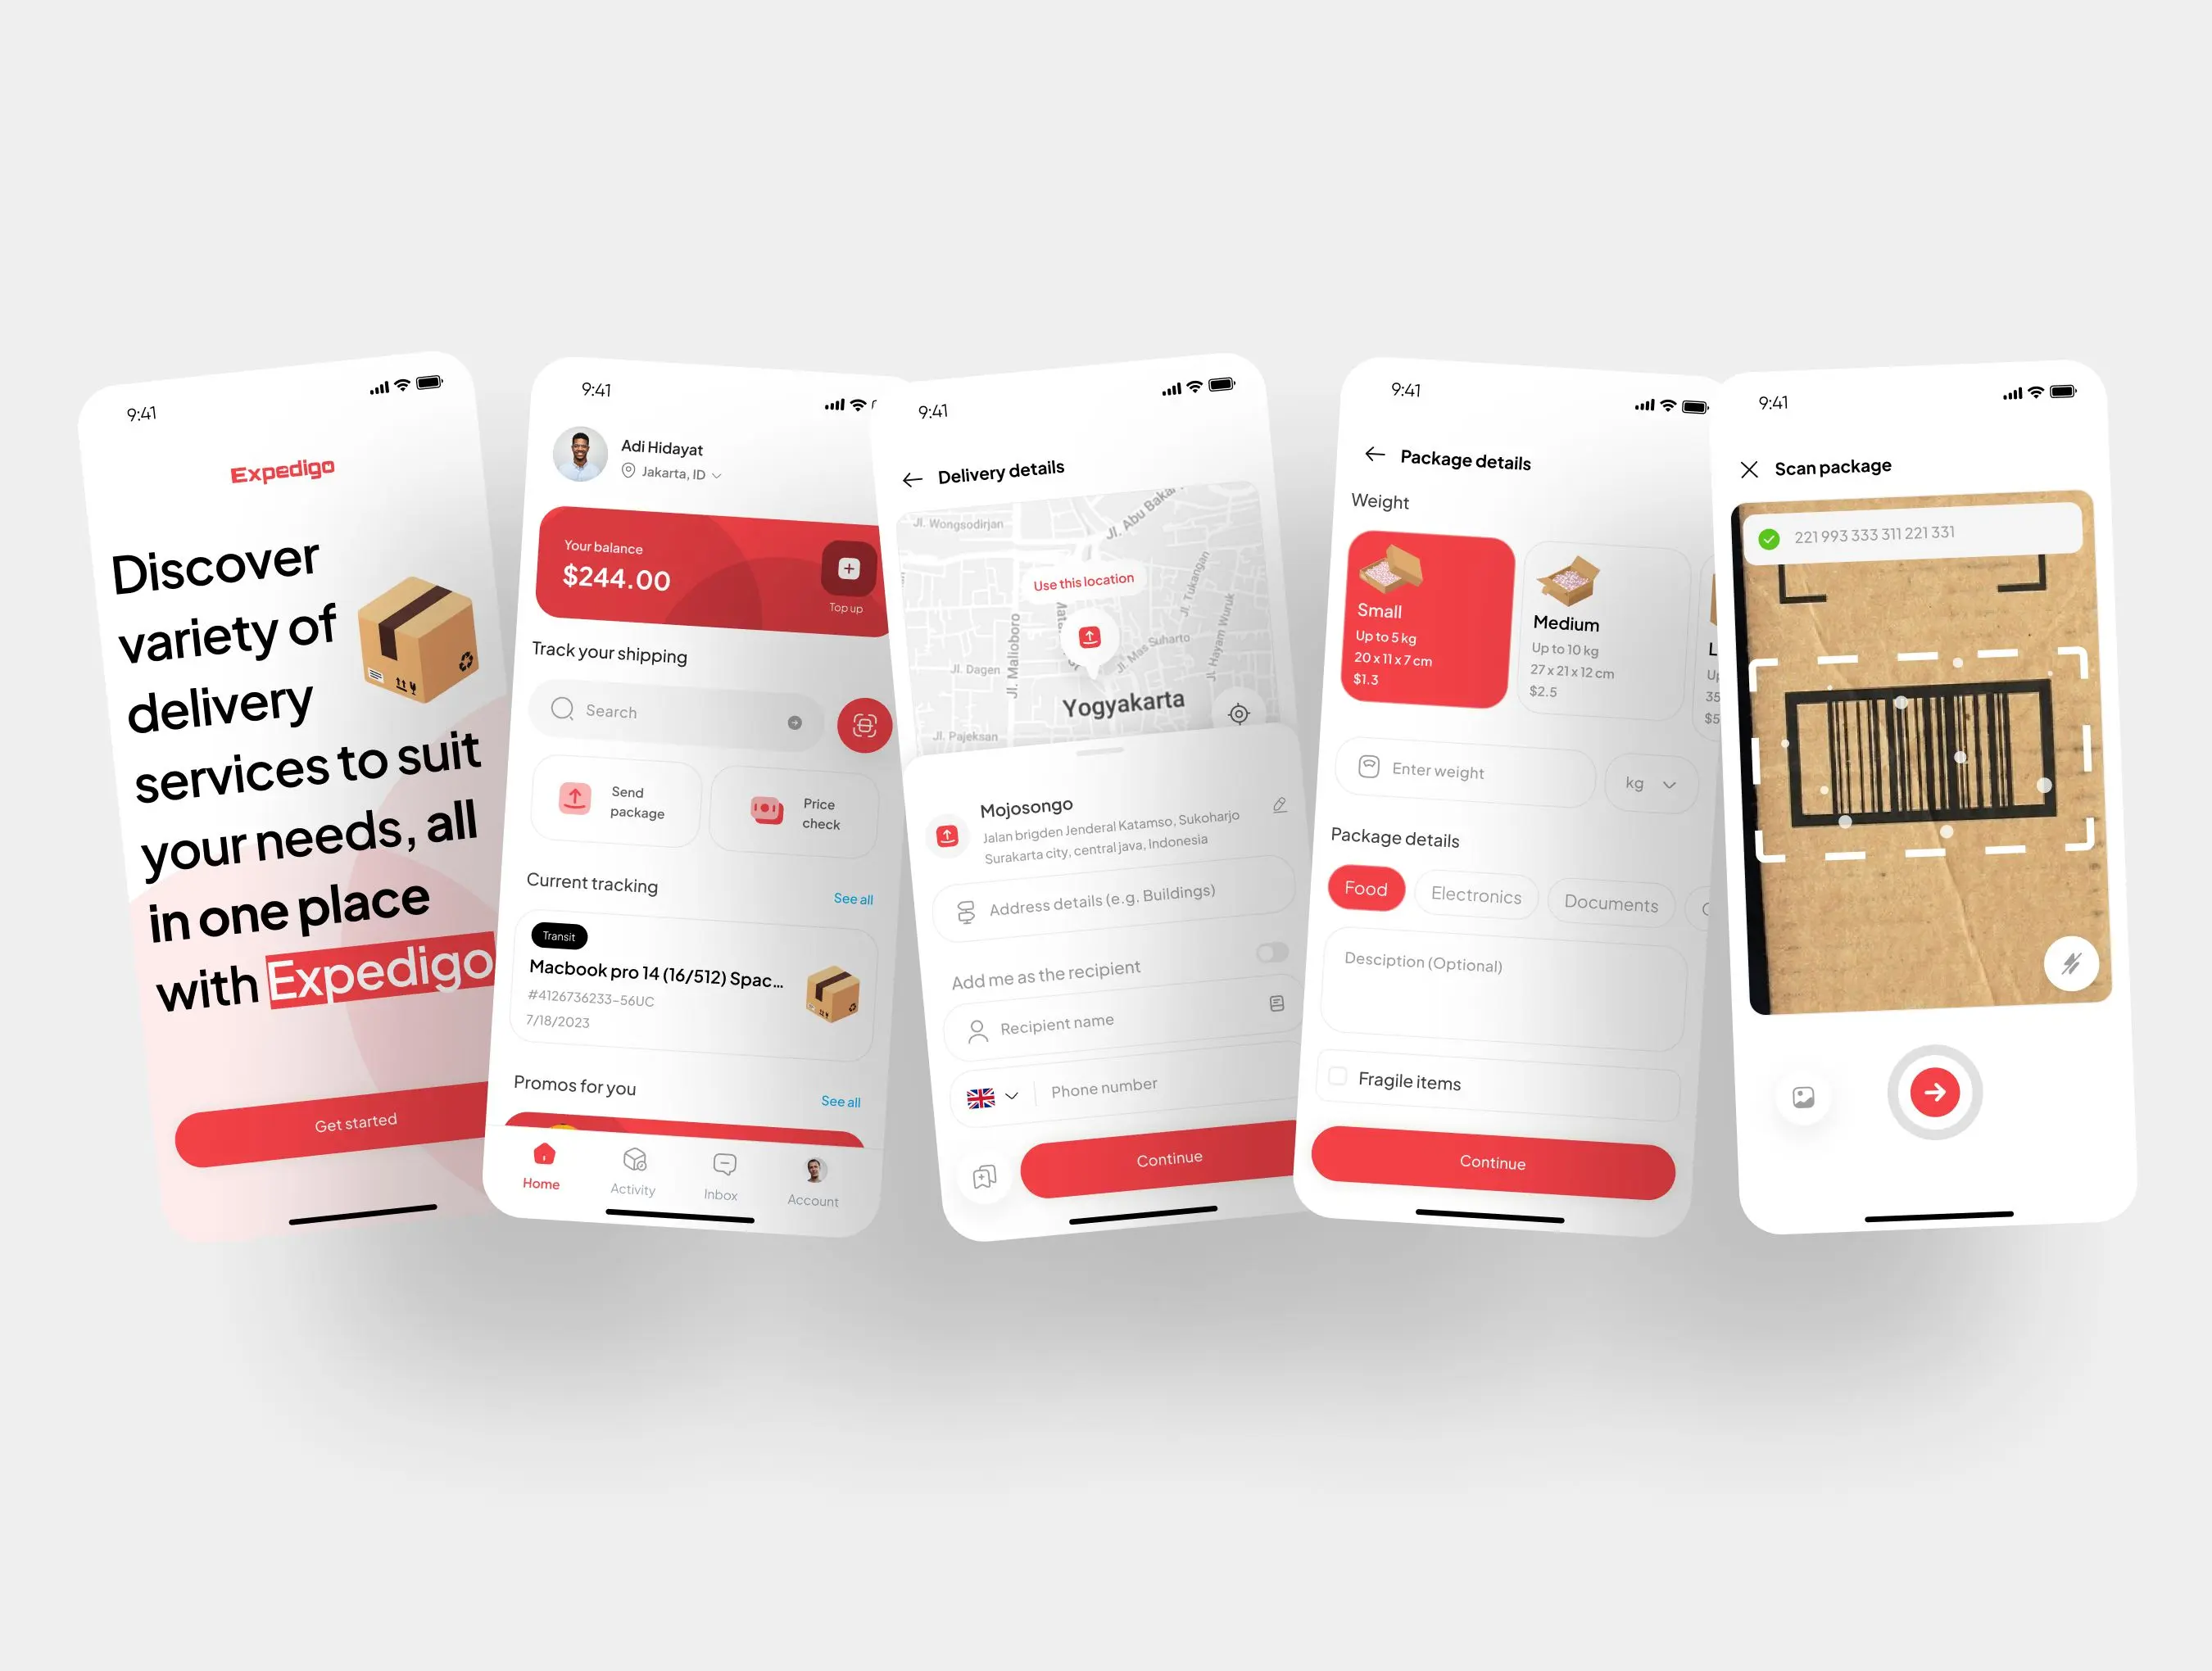 9:41
Expedigo
Discover
variety of
delivery
services to suit
your needs, all
in one place
with Expedigo
Get started
9:41
Adi Hidayat
Jakarta, ID
Your balance
$244.00
Top up
Track your shipping
Search
Send
package
Price
check
Current tracking
See all
Transit
Macbook pro 14 (16/512) Spac...
#4126736233-56UC
7/18/2023
Promos for you
See all
Home
Activity
Inbox
Account
9:41
Delivery details
Jl. Wongsodirjan
Jl. Abu Bakar
Use this location
Jl. Tukangan
Jl. Malioboro
Jl. Mas Suharto
Jl. Hayam Wuruk
Jl. Dagen
Yogyakarta
Jl. Pajeksan
Mojosongo
Jalan brigden Jenderal Katamso, Sukoharjo
Surakarta city, central java, Indonesia
Address details (e.g. Buildings)
Add me as the recipient
Recipient name
Phone number
Continue
9:41
Package details
Weight
Small
Up to 5 kg
20 x 11 x 7 cm
$1.3
Medium
Up to 10 kg
27 x 21 x 12 cm
$2.5
Enter weight
kg
Package details
Food
Electronics
Documents
Desciption (Optional)
Fragile items
Continue
9:41
Scan package
221 993 333 311 221 331